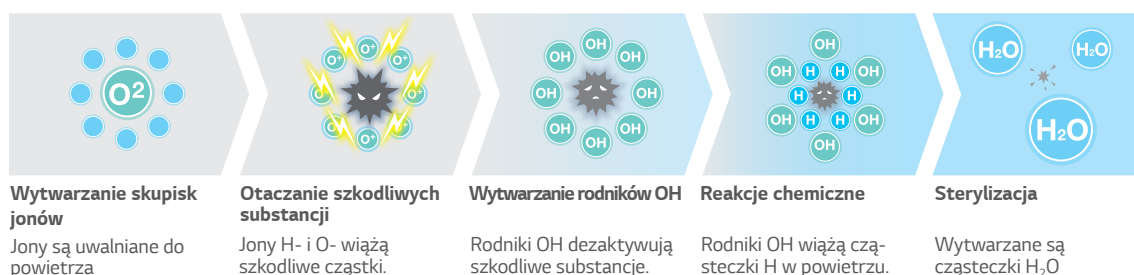 O²
O⁺ O⁺ O⁺ O⁺ O⁺ O⁺ O⁺ O⁺
OH OH OH OH OH OH OH OH
OH OH H H OH H H OH H H OH OH
H₂O H₂O H₂O
Wytwarzanie skupisk
jonów
Jony są uwalniane do
powietrza
Otaczanie szkodliwych
substancji
Jony H- i O- wiążą
szkodliwe cząstki.
Wytwarzanie rodników OH
Rodniki OH dezaktywują
szkodliwe substancje.
Reakcje chemiczne
Rodniki OH wiążą czą-
steczki H w powietrzu.
Sterylizacja
Wytwarzane są
cząsteczki H₂O